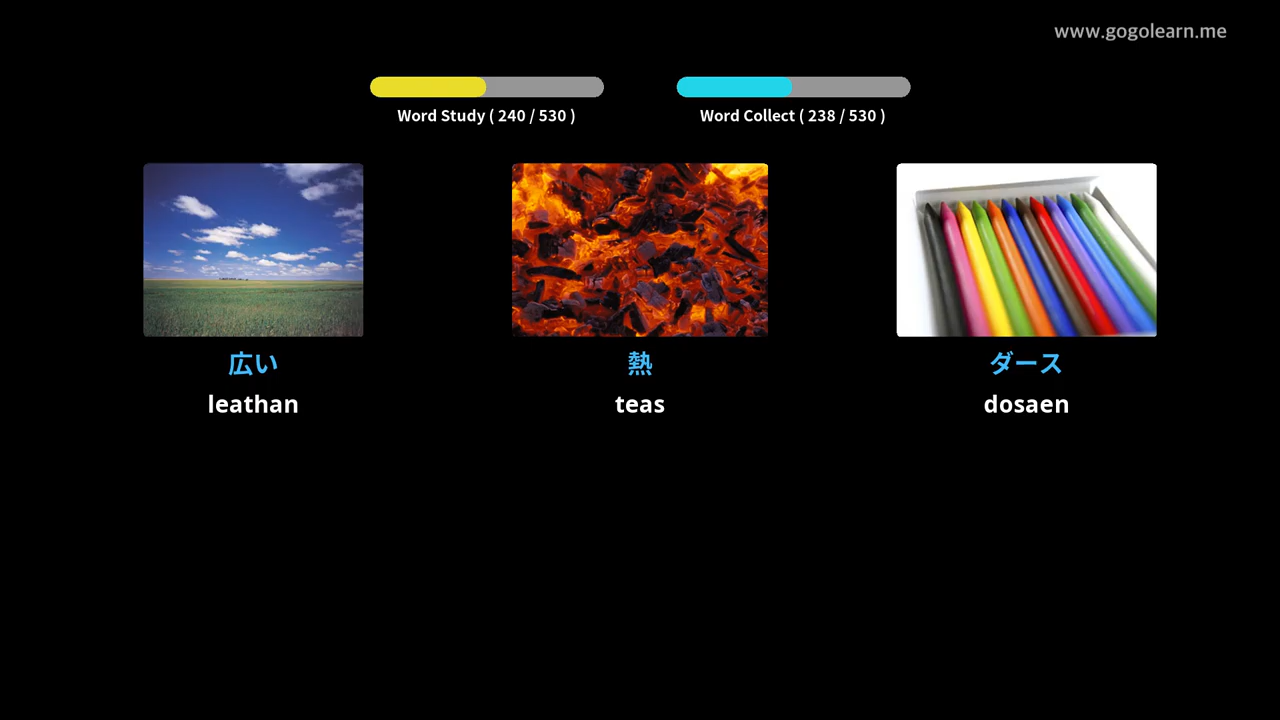 www.gogolearn.me
Word Study ( 240 / 530 )
Word Collect ( 238 / 530 )
広い
熱
ダース
leathan
teas
dosaen